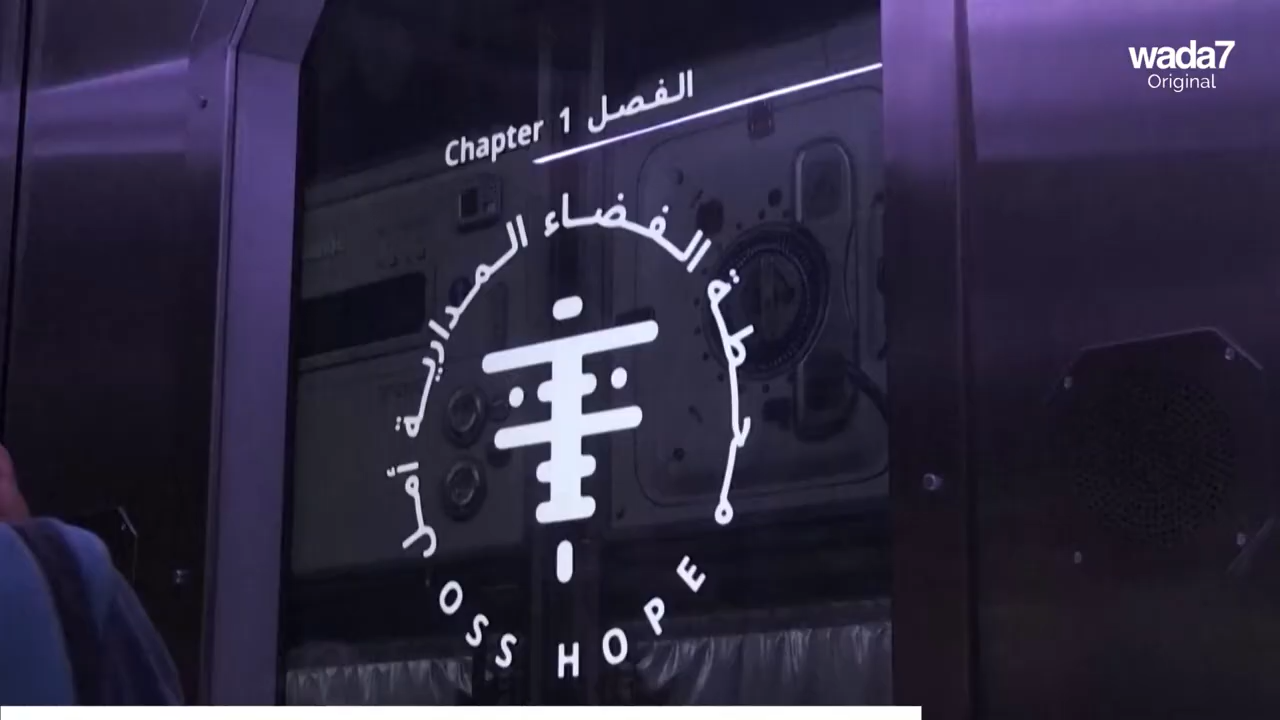 wada7
Original
Chapter 1 الفصل
محطة الفضاء المدارية أمل
OSS HOPE